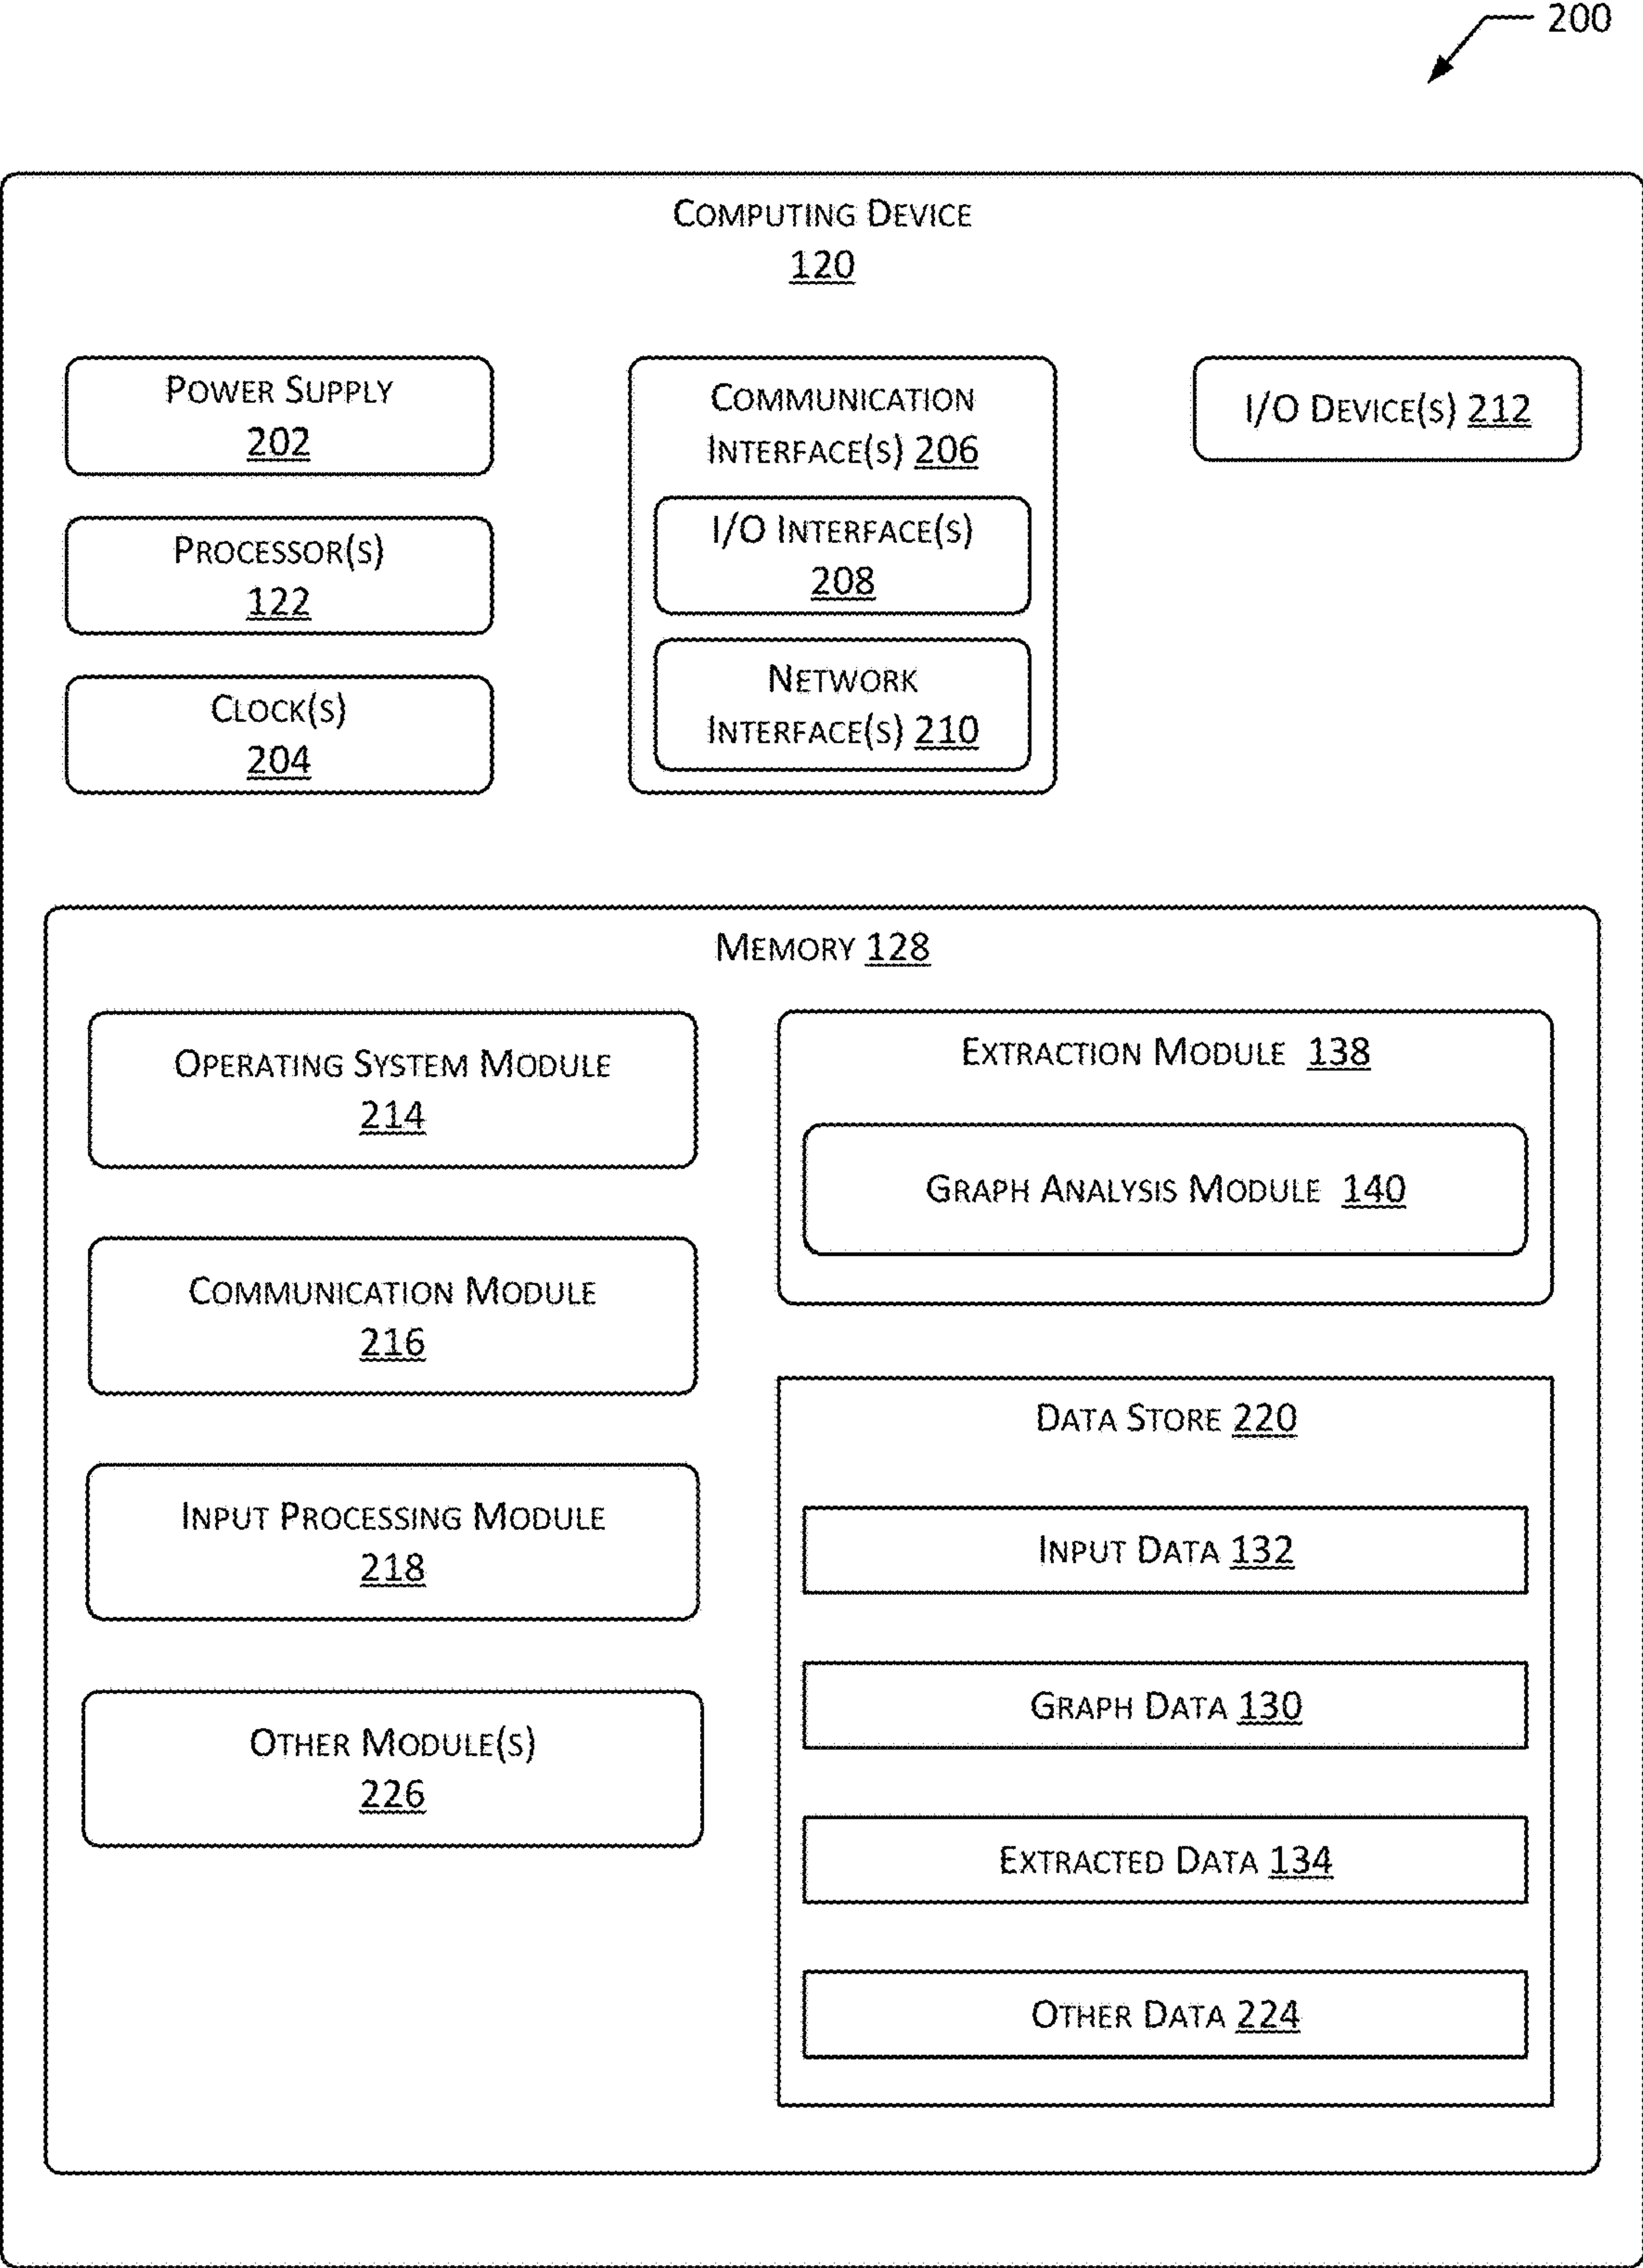 200
Computing Device
120
Power Supply
202
Processor(s)
122
Clock(s)
204
Communication
Interface(s) 206
I/O Interface(s)
208
Network
Interface(s) 210
I/O Device(s) 212
Memory 128
Operating System Module
214
Communication Module
216
Input Processing Module
218
Other Module(s)
226
Extraction Module 138
Graph Analysis Module 140
Data Store 220
Input Data 132
Graph Data 130
Extracted Data 134
Other Data 224